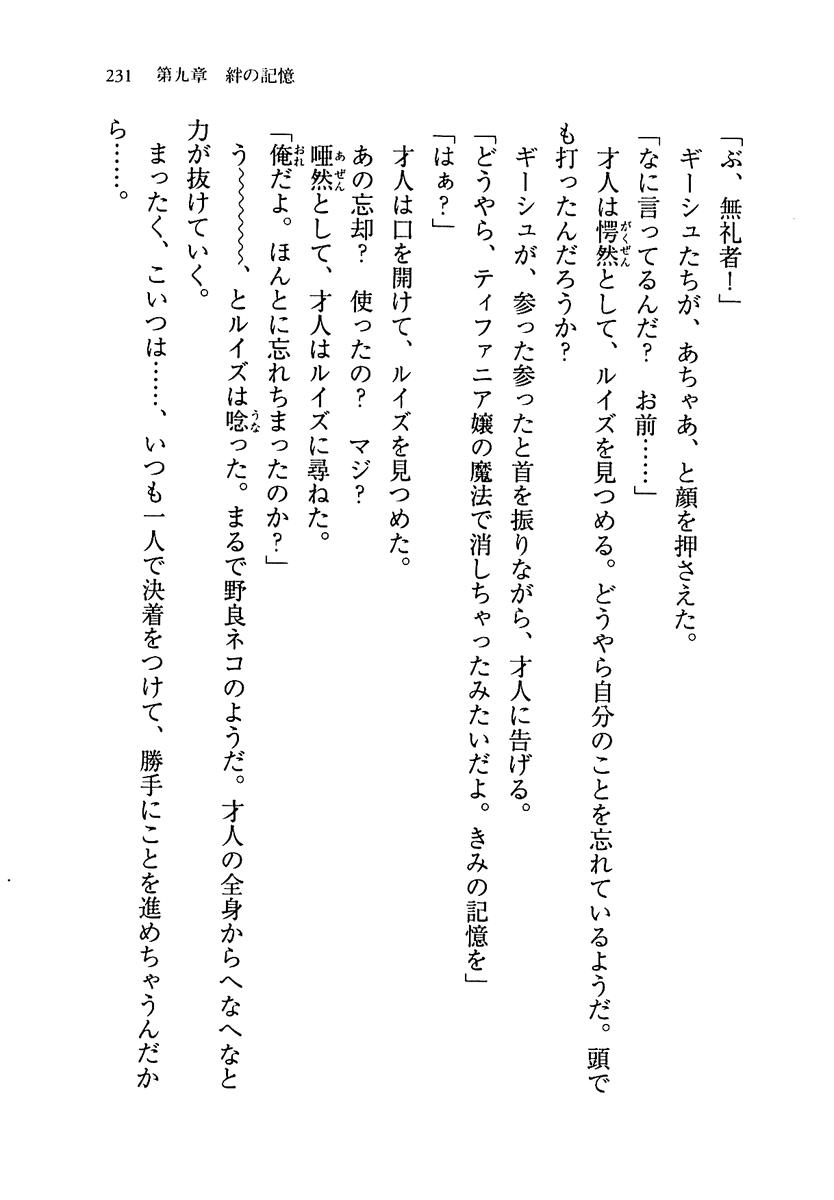 231　第九章　絆の記憶
「ぶ、無礼者！」
　ギーシュたちが、あちゃあ、と顔を押さえた。
「なに言ってるんだ？　お前……」
　才人は愕然として、ルイズを見つめる。どうやら自分のことを忘れているようだ。頭で
も打ったんだろうか？
　ギーシュが、参った参ったと首を振りながら、才人に告げる。
「どうやら、ティファニア嬢の魔法で消しちゃったみたいだよ。きみの記憶を」
「はぁ？」
　才人は口を開けて、ルイズを見つめた。
　あの忘却？　使ったの？　マジ？
　唖然として、才人はルイズに尋ねた。
「俺だよ。ほんとに忘れちまったのか？」
　う～～～～～、とルイズは唸った。まるで野良ネコのようだ。才人の全身からへなへなと
力が抜けていく。
　まったく、こいつは……、いつも一人で決着をつけて、勝手にことを進めちゃうんだか
ら……。